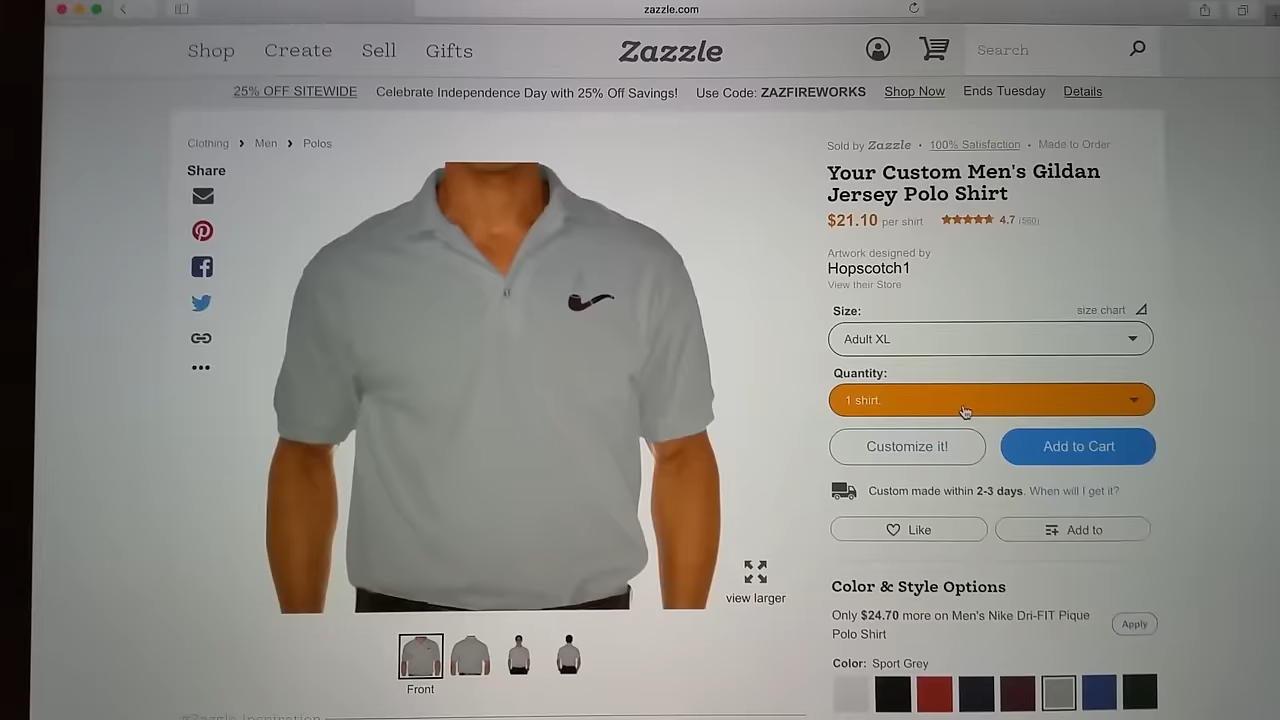 zazzle.com
Shop Create Sell Gifts Zazzle Search
25% OFF SITEWIDE Celebrate Independence Day with 25% Off Savings! Use Code: ZAZFIREWORKS Shop Now Ends Tuesday Details
Clothing > Men > Polos
Share
Sold by Zazzle • 100% Satisfaction • Made to Order
Your Custom Men's Gildan
Jersey Polo Shirt
$21.10 per shirt 4.7 (560)
Artwork designed by
Hopscotch1
View their Store
Size: size chart
Adult XL
Quantity:
1 shirt.
Customize it! Add to Cart
Custom made within 2-3 days. When will I get it?
Like Add to
view larger
Color & Style Options
Only $24.70 more on Men's Nike Dri-FIT Pique
Polo Shirt
Apply
Color: Sport Grey
Front